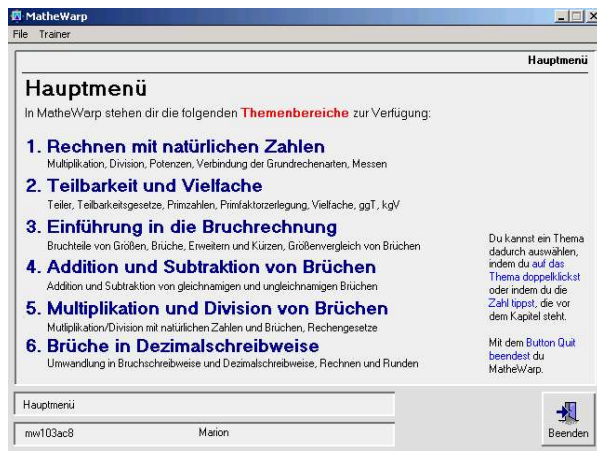 MatheWarp
File Trainer
Hauptmenü
Hauptmenü
In MatheWarp stehen dir die folgenden Themenbereiche zur Verfügung:
1. Rechnen mit natürlichen Zahlen
Multiplikation, Division, Potenzen, Verbindung der Grundrechenarten, Messen
2. Teilbarkeit und Vielfache
Teiler, Teilbarkeitsgesetze, Primzahlen, Primfaktorzerlegung, Vielfache, ggT, kgV
3. Einführung in die Bruchrechnung
Bruchteile von Größen, Brüche, Erweitern und Kürzen, Größenvergleich von Brüchen
4. Addition und Subtraktion von Brüchen
Addition und Subtraktion von gleichnamigen und ungleichnamigen Brüchen
5. Multiplikation und Division von Brüchen
Mutliplikation/Division mit natürlichen Zahlen und Brüchen, Rechengesetze
6. Brüche in Dezimalschreibweise
Umwandlung in Bruchschreibweise und Dezimalschreibweise, Rechnen und Runden
Du kannst ein Thema
dadurch auswählen,
indem du auf das
Thema doppelklickst
oder indem du die
Zahl tippst, die vor
dem Kapitel steht.
Mit dem Button Quit
beendest du
MatheWarp.
Hauptmenü
mw103ac8 Marion
Beenden